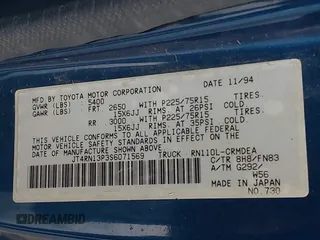 MFD BY TOYOTA MOTOR CORPORATION DATE 11/94
GVWR (LBS) 5400
GAWR (LBS) FRT 2650 WITH P225/75R15 TIRES.
15X6JJ RIMS AT 26PSI COLD.
RR 3000 WITH P225/75R15 TIRES.
15X6JJ RIMS AT 35PSI COLD.
THIS VEHICLE CONFORMS TO ALL APPLICABLE
FEDERAL MOTOR VEHICLE SAFETY STANDARDS IN
EFFECT ON THE DATE OF MANUFACTURE SHOWN ABOVE.
JT4RN13P3S6071569 TRUCK RN110L-CRMDEA
C/TR 8H8/FN83
A/TM G292/
W56
MADE IN JAPAN
NO.730
DREAMBID